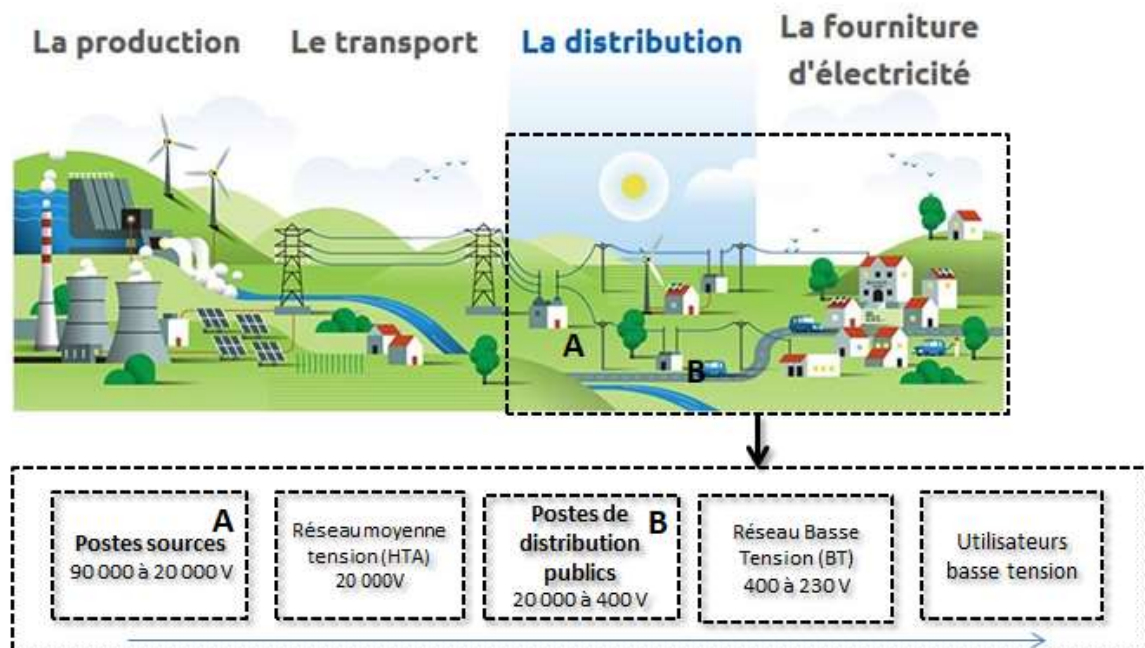 La production
Le transport
La distribution
La fourniture
d'électricité
A
B
A
Postes sources
90 000 à 20 000 V
Réseau moyenne
tension (HTA)
20 000V
B
Postes de
distribution
publics
20 000 à 400 V
Réseau Basse
Tension (BT)
400 à 230 V
Utilisateurs
basse tension